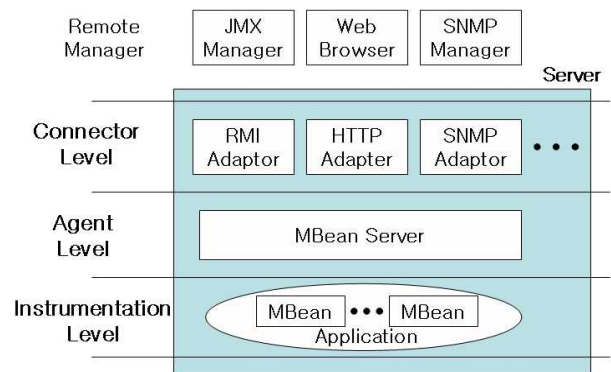 Remote
Manager
JMX
Manager
Web
Browser
SNMP
Manager
Server
Connector
Level
RMI
Adaptor
HTTP
Adapter
SNMP
Adaptor
Agent
Level
MBean Server
Instrumentation
Level
MBean
MBean
Application